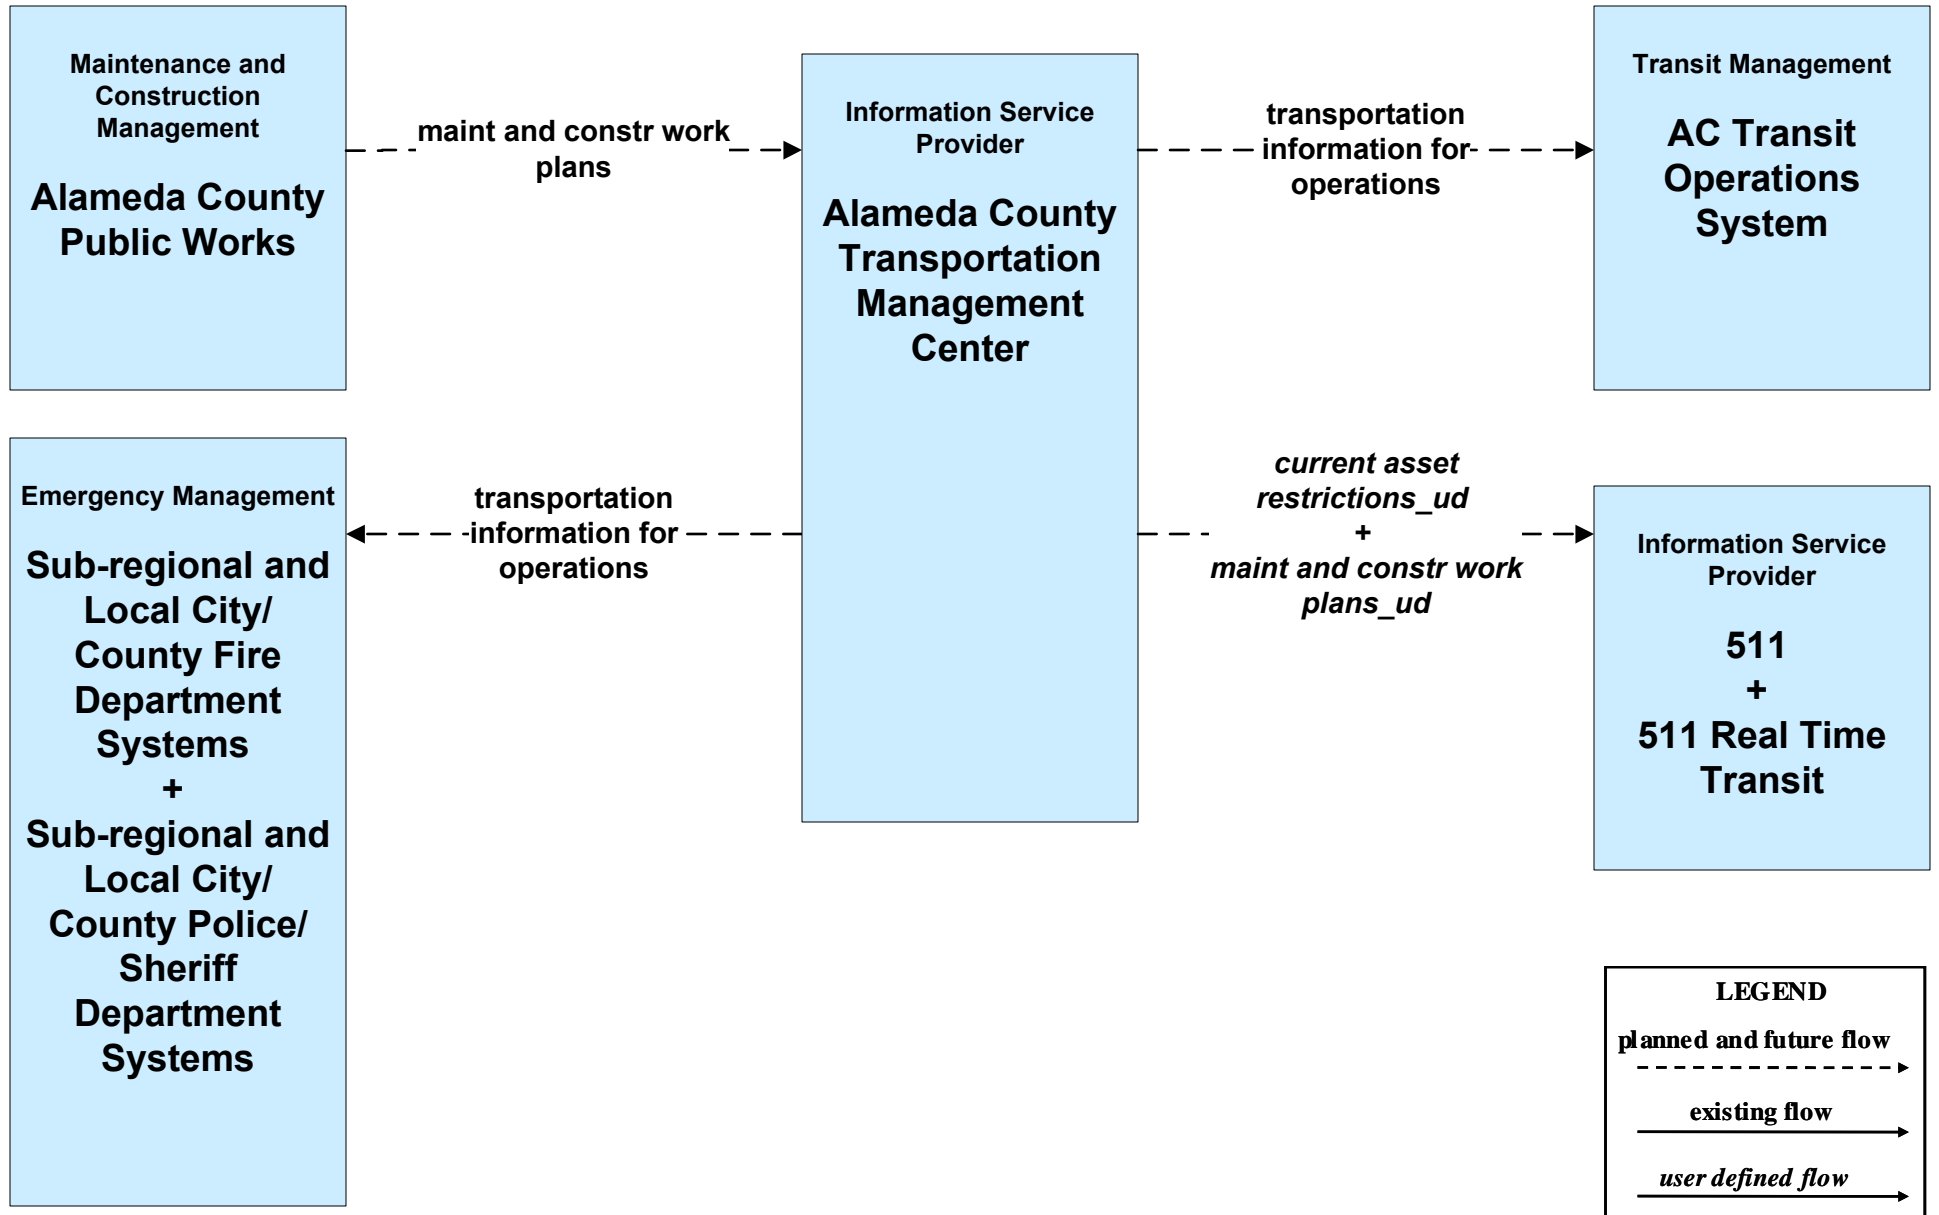 Maintenance and
Construction
Management
Alameda County
Public Works
maint and constr work
plans
Information Service
Provider
Alameda County
Transportation
Management
Center
transportation
information for
operations
Transit Management
AC Transit
Operations
System
Emergency Management
Sub-regional and
Local City/
County Fire
Department
Systems
+
Sub-regional and
Local City/
County Police/
Sheriff
Department
Systems
transportation
information for
operations
current asset
restrictions_ud
+
maint and constr work
plans_ud
Information Service
Provider
511
+
511 Real Time
Transit
LEGEND
planned and future flow
existing flow
user defined flow